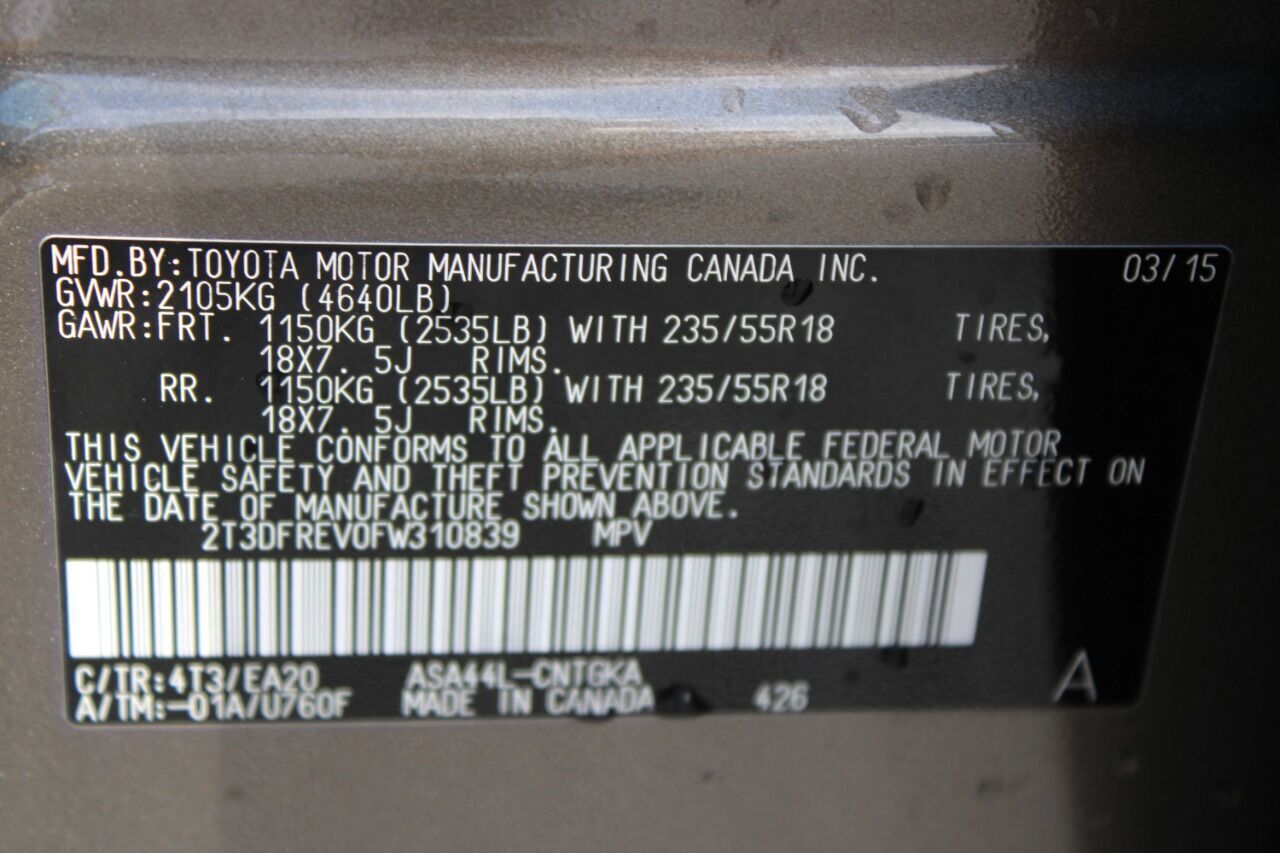 MFD.BY:TOYOTA MOTOR MANUFACTURING CANADA INC. 03/15
GVWR:2105KG (4640LB)
GAWR:FRT. 1150KG (2535LB) WITH 235/55R18 TIRES,
18X7. 5J RIMS.
RR. 1150KG (2535LB) WITH 235/55R18 TIRES,
18X7. 5J RIMS.
THIS VEHICLE CONFORMS TO ALL APPLICABLE FEDERAL MOTOR
VEHICLE SAFETY AND THEFT PREVENTION STANDARDS IN EFFECT ON
THE DATE OF MANUFACTURE SHOWN ABOVE.
2T3DFREV0FW310839 MPV
C/TR:4T3/EA20 ASA44L-CNTGKA
A/TM:-01A/U760F MADE IN CANADA 426 A